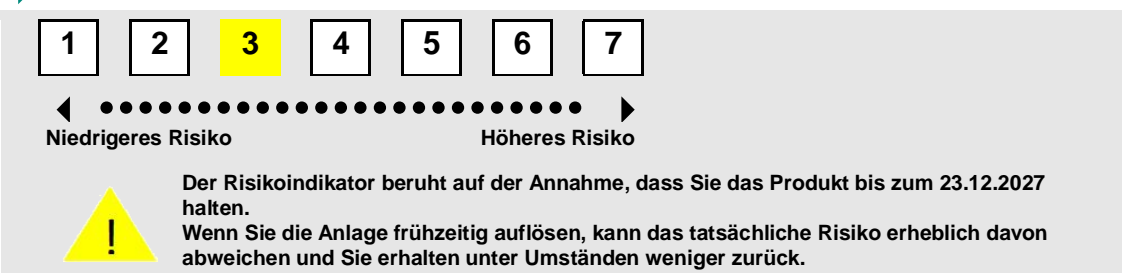 1 2 3 4 5 6 7
Niedrigeres Risiko Höheres Risiko
Der Risikoindikator beruht auf der Annahme, dass Sie das Produkt bis zum 23.12.2027
halten.
Wenn Sie die Anlage frühzeitig auflösen, kann das tatsächliche Risiko erheblich davon
abweichen und Sie erhalten unter Umständen weniger zurück.
!